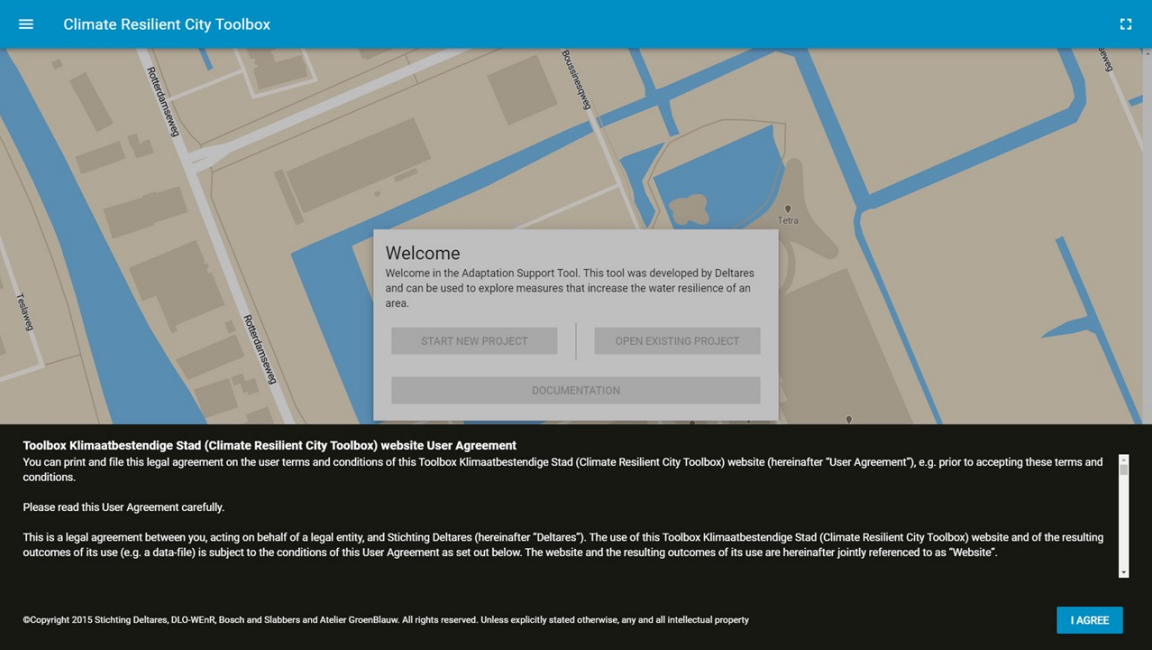 Climate Resilient City Toolbox
Rotterdamseweg
Boussinesqweg
Tetra
Teslaweg
Rotterdamseweg
Welcome
Welcome in the Adaptation Support Tool. This tool was developed by Deltares
and can be used to explore measures that increase the water resilience of an
area.
START NEW PROJECT
OPEN EXISTING PROJECT
DOCUMENTATION
Toolbox Klimaatbestendige Stad (Climate Resilient City Toolbox) website User Agreement
You can print and file this legal agreement on the user terms and conditions of this Toolbox Klimaatbestendige Stad (Climate Resilient City Toolbox) website (hereinafter “User Agreement”), e.g. prior to accepting these terms and
conditions.
Please read this User Agreement carefully.
This is a legal agreement between you, acting on behalf of a legal entity, and Stichting Deltares (hereinafter “Deltares”). The use of this Toolbox Klimaatbestendige Stad (Climate Resilient City Toolbox) website and of the resulting
outcomes of its use (e.g. a data-file) is subject to the conditions of this User Agreement as set out below. The website and the resulting outcomes of its use are hereinafter jointly referenced to as “Website”.
©Copyright 2015 Stichting Deltares, DLO-WEnR, Bosch and Slabbers and Atelier GroenBlauw. All rights reserved. Unless explicitly stated otherwise, any and all intellectual property
I AGREE